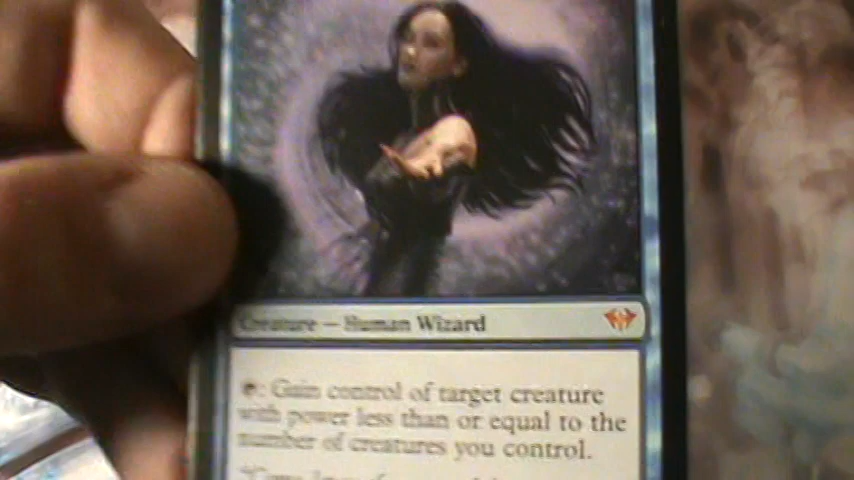 Creature — Human Wizard
: Gain control of target creature
with power less than or equal to the
number of creatures you control.